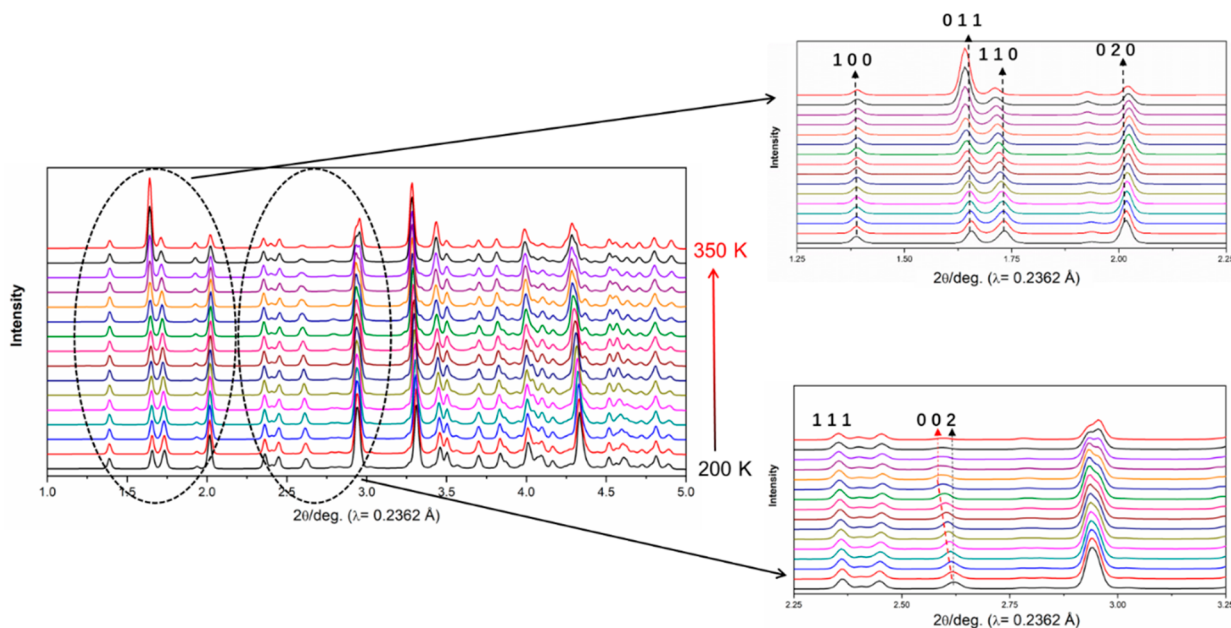 Intensity
350 K
200 K
1.0 1.5 2.0 2.5 3.0 3.5 4.0 4.5 5.0
2θ/deg. (λ= 0.2362 Å)
0 1 1
1 0 0
1 1 0
0 2 0
Intensity
1.25 1.50 1.75 2.00 2.25
2θ/deg. (λ= 0.2362 Å)
1 1 1
0 0 2
Intensity
2.25 2.50 2.75 3.00 3.25
2θ/deg. (λ= 0.2362 Å)